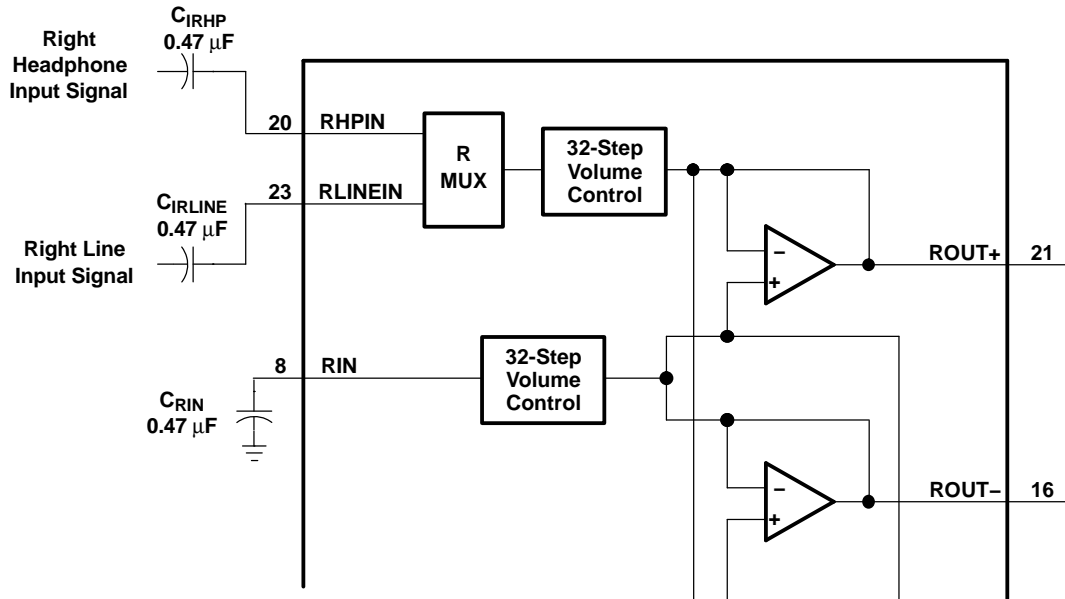 C_IRHP
0.47 μF
Right
Headphone
Input Signal
20
RHPIN
R
MUX
32-Step
Volume
Control
23
RLINEIN
C_IRLINE
0.47 μF
Right Line
Input Signal
−
+
ROUT+
21
8
RIN
32-Step
Volume
Control
C_RIN
0.47 μF
−
+
ROUT−
16